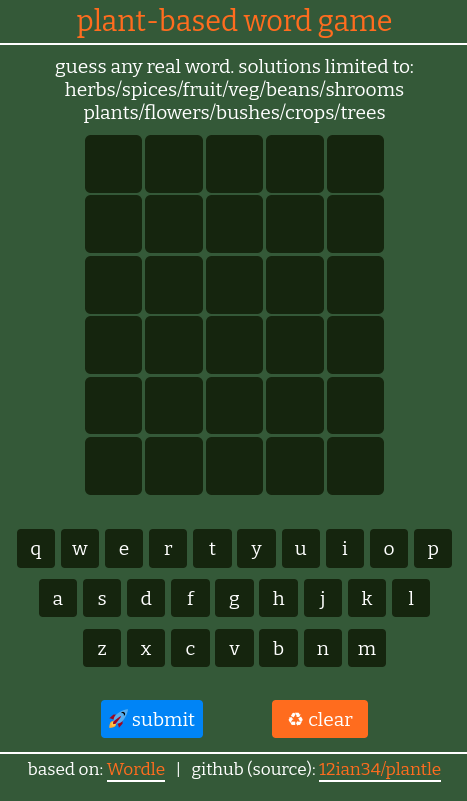 plant-based word game
guess any real word. solutions limited to:
herbs/spices/fruit/veg/beans/shrooms
plants/flowers/bushes/crops/trees
q w e r t y u i o p
a s d f g h j k l
z x c v b n m
🚀 submit ♻ clear
based on: Wordle | github (source): 12ian34/plantle